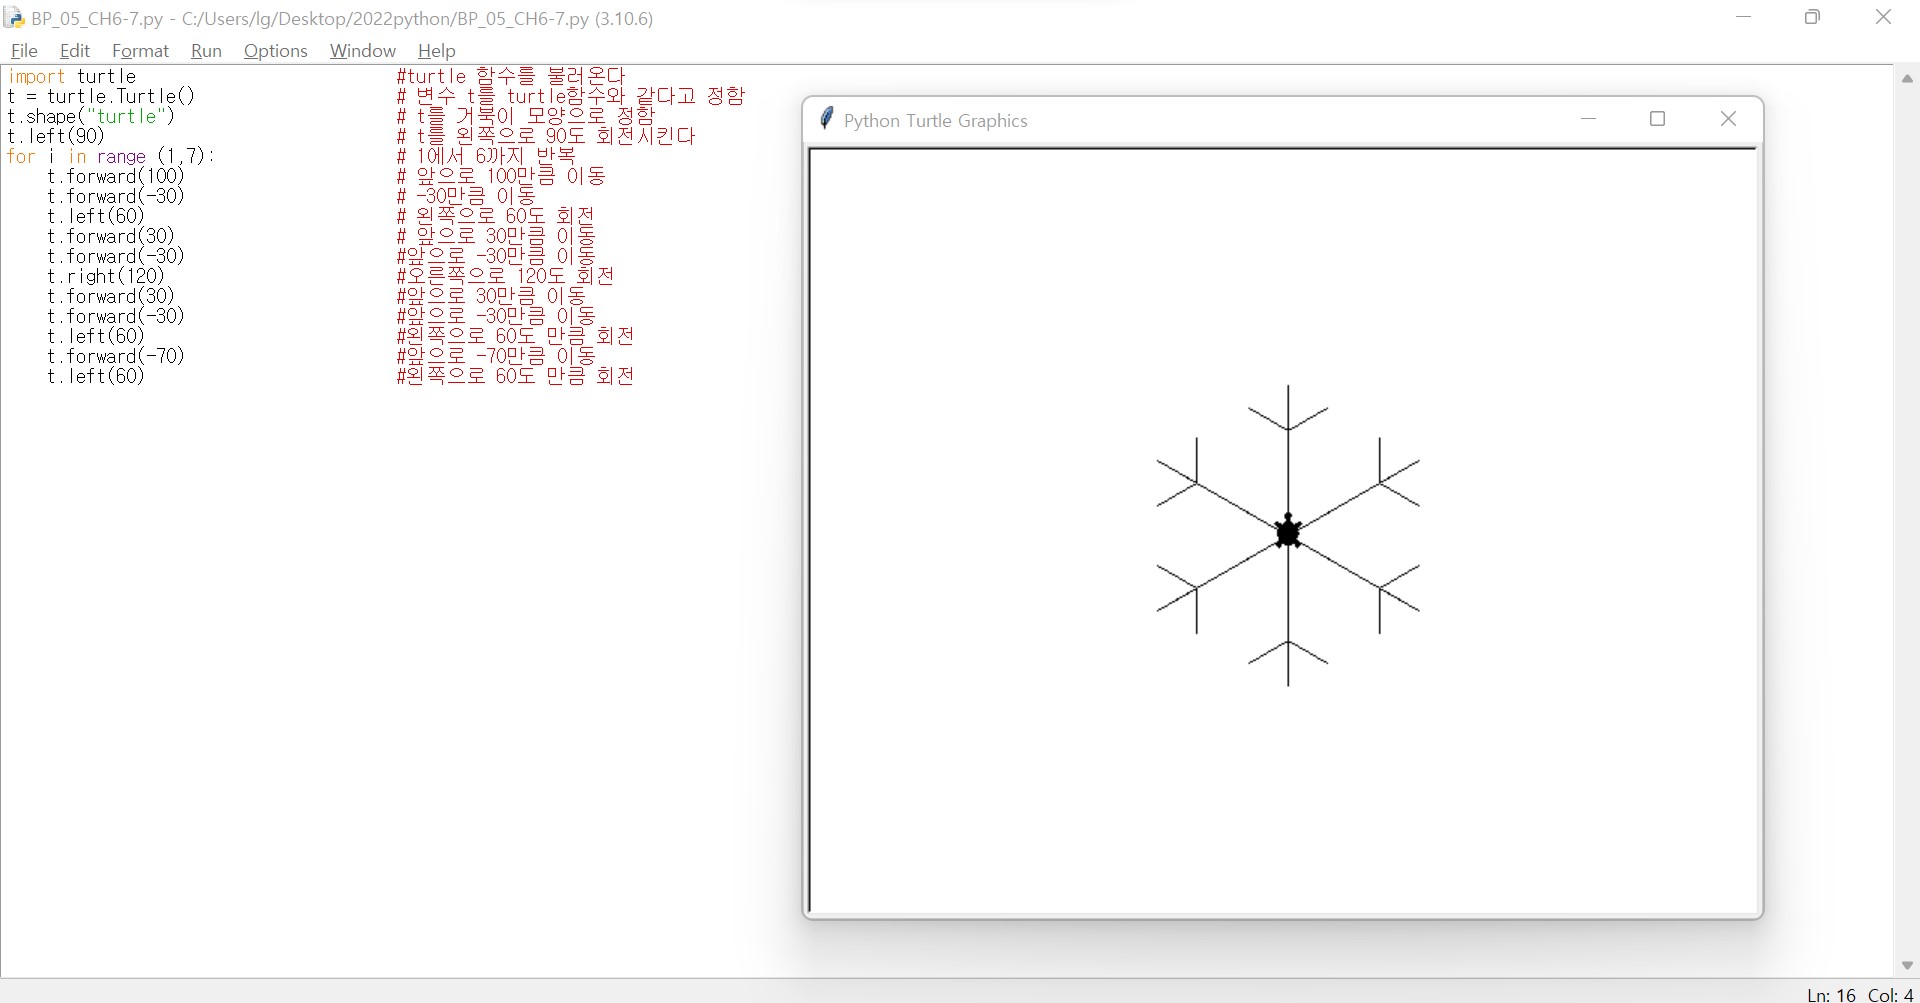 BP_05_CH6-7.py - C:/Users/lg/Desktop/2022python/BP_05_CH6-7.py (3.10.6)
File Edit Format Run Options Window Help
import turtle #turtle 함수를 불러온다
t = turtle.Turtle() # 변수 t를 turtle함수와 같다고 정함
t.shape("turtle") # t를 거북이 모양으로 정함
t.left(90) # t를 왼쪽으로 90도 회전시킨다
for i in range (1,7): # 1에서 6까지 반복
t.forward(100) # 앞으로 100만큼 이동
t.forward(-30) # -30만큼 이동
t.left(60) # 왼쪽으로 60도 회전
t.forward(30) # 앞으로 30만큼 이동
t.forward(-30) #앞으로 -30만큼 이동
t.right(120) #오른쪽으로 120도 회전
t.forward(30) #앞으로 30만큼 이동
t.forward(-30) #앞으로 -30만큼 이동
t.left(60) #왼쪽으로 60도 만큼 회전
t.forward(-70) #앞으로 -70만큼 이동
t.left(60) #왼쪽으로 60도 만큼 회전
Python Turtle Graphics
Ln: 16 Col: 4